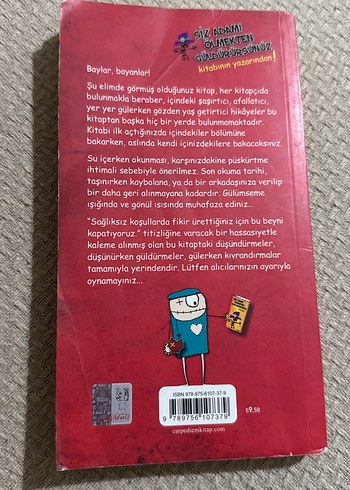 SİZ ADAMI
ÖLMEKTEN
GÜLDÜRÜRSÜNÜZ
kitabının yazarından!
Baylar, bayanlar!
Şu elimde görmüş olduğunuz kitap, her kitapçıda
bulunmakla beraber, içindeki şaşırtıcı, afallatıcı,
yer yer gülerken gözden yaş getirtici hikâyeler bu
kitaptan başka hiç bir yerde bulunmamaktadır.
Kitabı ilk açtığınızda içindekiler bölümüne
bakarken, aslında kendi içinizdekilere bakacaksınız.
Su içerken okunması, karşınızdakine püskürtme
ihtimali sebebiyle önerilmez. Son okuma tarihi,
taşınırken kaybolana, ya da bir arkadaşınıza verilip
bir daha geri alınmayana kadardır. Gülümseme
ışığında ve gönül ısısında muhafaza ediniz..
"Sağlıksız koşullarda fikir ürettiğiniz için bu beyni
kapatıyoruz." titizliğine varacak bir hassasiyetle
kaleme alınmış olan bu kitaptaki düşündürmeler,
düşünürken güldürmeler, gülerken kıvrandırmalar
tamamıyla yerindendir. Lütfen alıcılarınızın ayarıyla
oynamayınız...
ISBN 978-975-6107-37-9
9 789756 107379
carpediemkitap.com
₺9.50